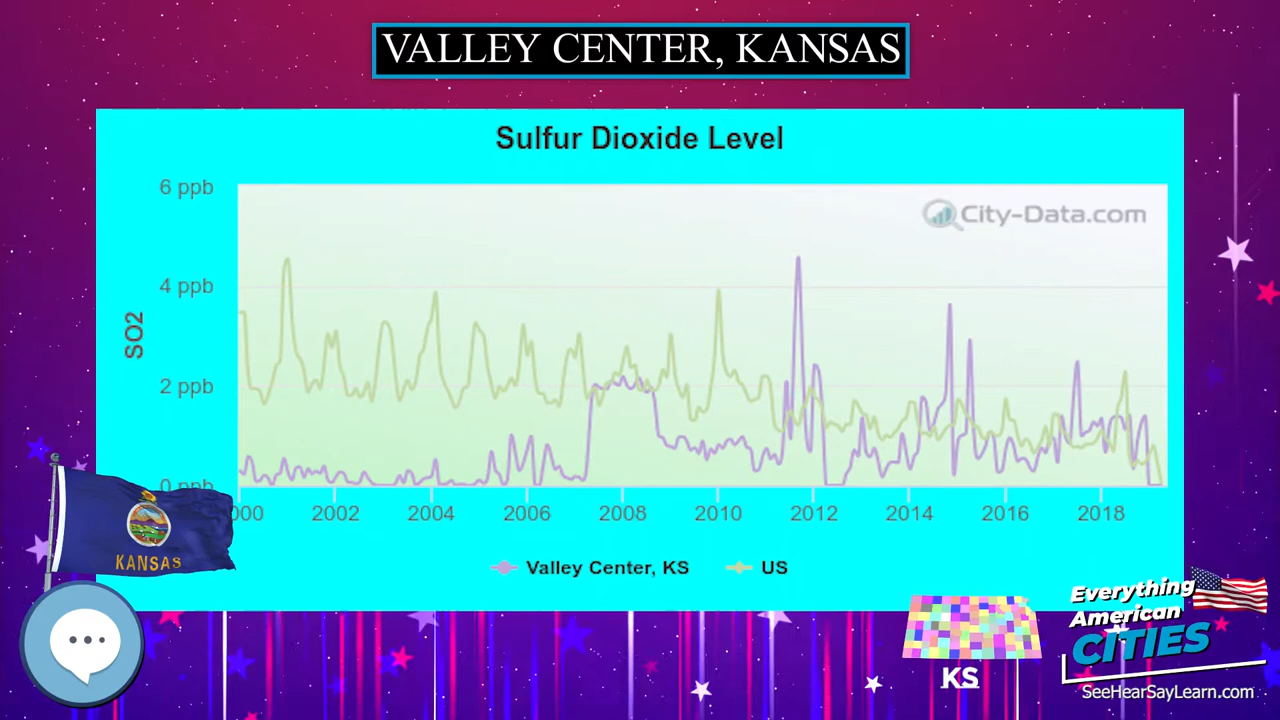 VALLEY CENTER, KANSAS
Sulfur Dioxide Level
City-Data.com
6 ppb
4 ppb
2 ppb
0 ppb
SO2
000 2002 2004 2006 2008 2010 2012 2014 2016 2018
Valley Center, KS US
KANSAS
KS
Everything
American
CITIES
SeeHearSayLearn.com